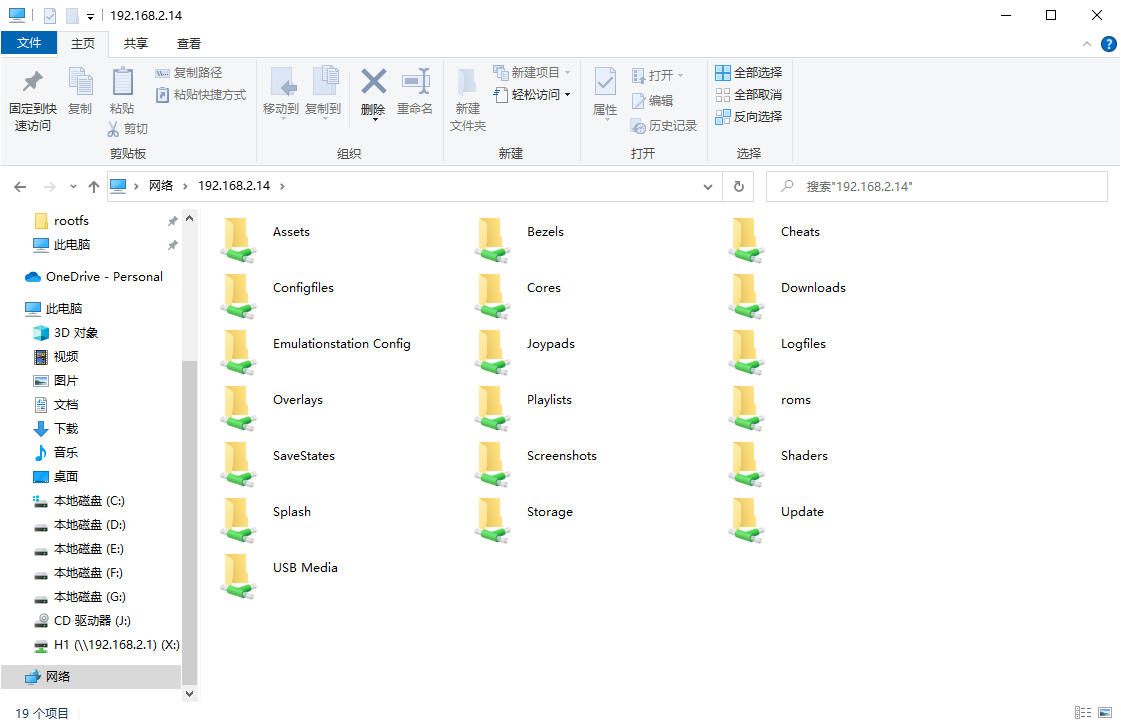 192.168.2.14
文件 主页 共享 查看
固定到快速访问
复制
粘贴
复制路径
粘贴快捷方式
剪切
剪贴板
移动到
复制到
删除
重命名
组织
新建文件夹
新建项目
轻松访问
新建
属性
打开
编辑
历史记录
打开
全部选择
全部取消
反向选择
选择
网络 192.168.2.14
搜索"192.168.2.14"
rootfs
此电脑
OneDrive - Personal
此电脑
3D 对象
视频
图片
文档
下载
音乐
桌面
本地磁盘 (C:)
本地磁盘 (D:)
本地磁盘 (E:)
本地磁盘 (F:)
本地磁盘 (G:)
CD 驱动器 (J:)
H1 (\\192.168.2.1) (X:)
网络
Assets Bezels Cheats
Configfiles Cores Downloads
Emulationstation Config Joypads Logfiles
Overlays Playlists roms
SaveStates Screenshots Shaders
Splash Storage Update
USB Media
19 个项目